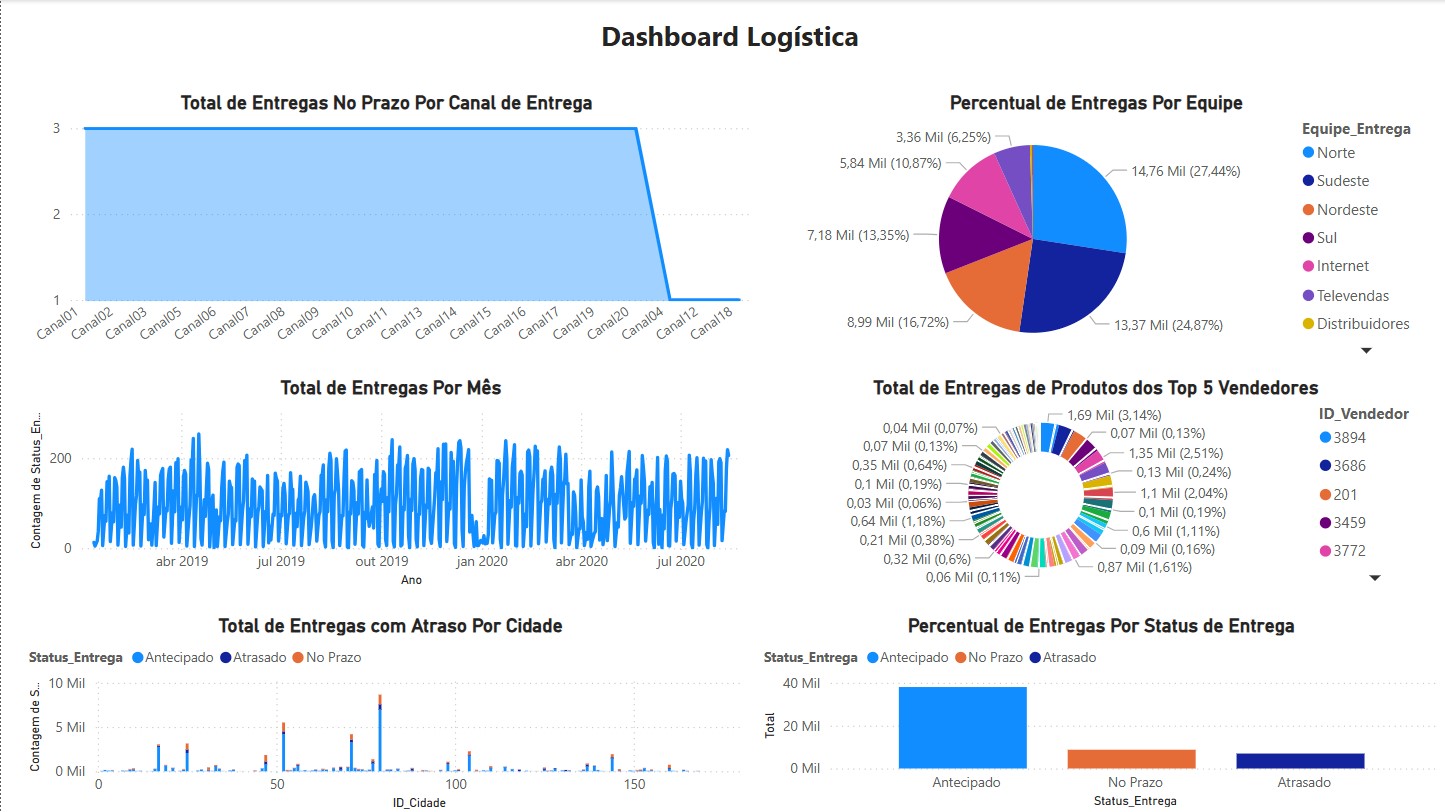 Dashboard Logística
Total de Entregas No Prazo Por Canal de Entrega
3
2
1
Canal01
Canal02
Canal03
Canal05
Canal06
Canal07
Canal08
Canal09
Canal10
Canal11
Canal13
Canal14
Canal15
Canal16
Canal17
Canal19
Canal20
Canal04
Canal12
Canal18
Percentual de Entregas Por Equipe
3,36 Mil (6,25%)
5,84 Mil (10,87%)
7,18 Mil (13,35%)
8,99 Mil (16,72%)
14,76 Mil (27,44%)
13,37 Mil (24,87%)
Equipe_Entrega
Norte
Sudeste
Nordeste
Sul
Internet
Televendas
Distribuidores
Total de Entregas Por Mês
Contagem de Status_En...
200
0
abr 2019
jul 2019
out 2019
jan 2020
abr 2020
jul 2020
Ano
Total de Entregas de Produtos dos Top 5 Vendedores
0,04 Mil (0,07%)
0,07 Mil (0,13%)
0,35 Mil (0,64%)
0,1 Mil (0,19%)
0,03 Mil (0,06%)
0,64 Mil (1,18%)
0,21 Mil (0,38%)
0,32 Mil (0,6%)
0,06 Mil (0,11%)
1,69 Mil (3,14%)
0,07 Mil (0,13%)
1,35 Mil (2,51%)
0,13 Mil (0,24%)
1,1 Mil (2,04%)
0,1 Mil (0,19%)
0,6 Mil (1,11%)
0,09 Mil (0,16%)
0,87 Mil (1,61%)
ID_Vendedor
3894
3686
201
3459
3772
Total de Entregas com Atraso Por Cidade
Status_Entrega Antecipado Atrasado No Prazo
Contagem de S...
10 Mil
5 Mil
0 Mil
0
50
100
150
ID_Cidade
Percentual de Entregas Por Status de Entrega
Status_Entrega Antecipado No Prazo Atrasado
Total
40 Mil
20 Mil
0 Mil
Antecipado
No Prazo
Atrasado
Status_Entrega